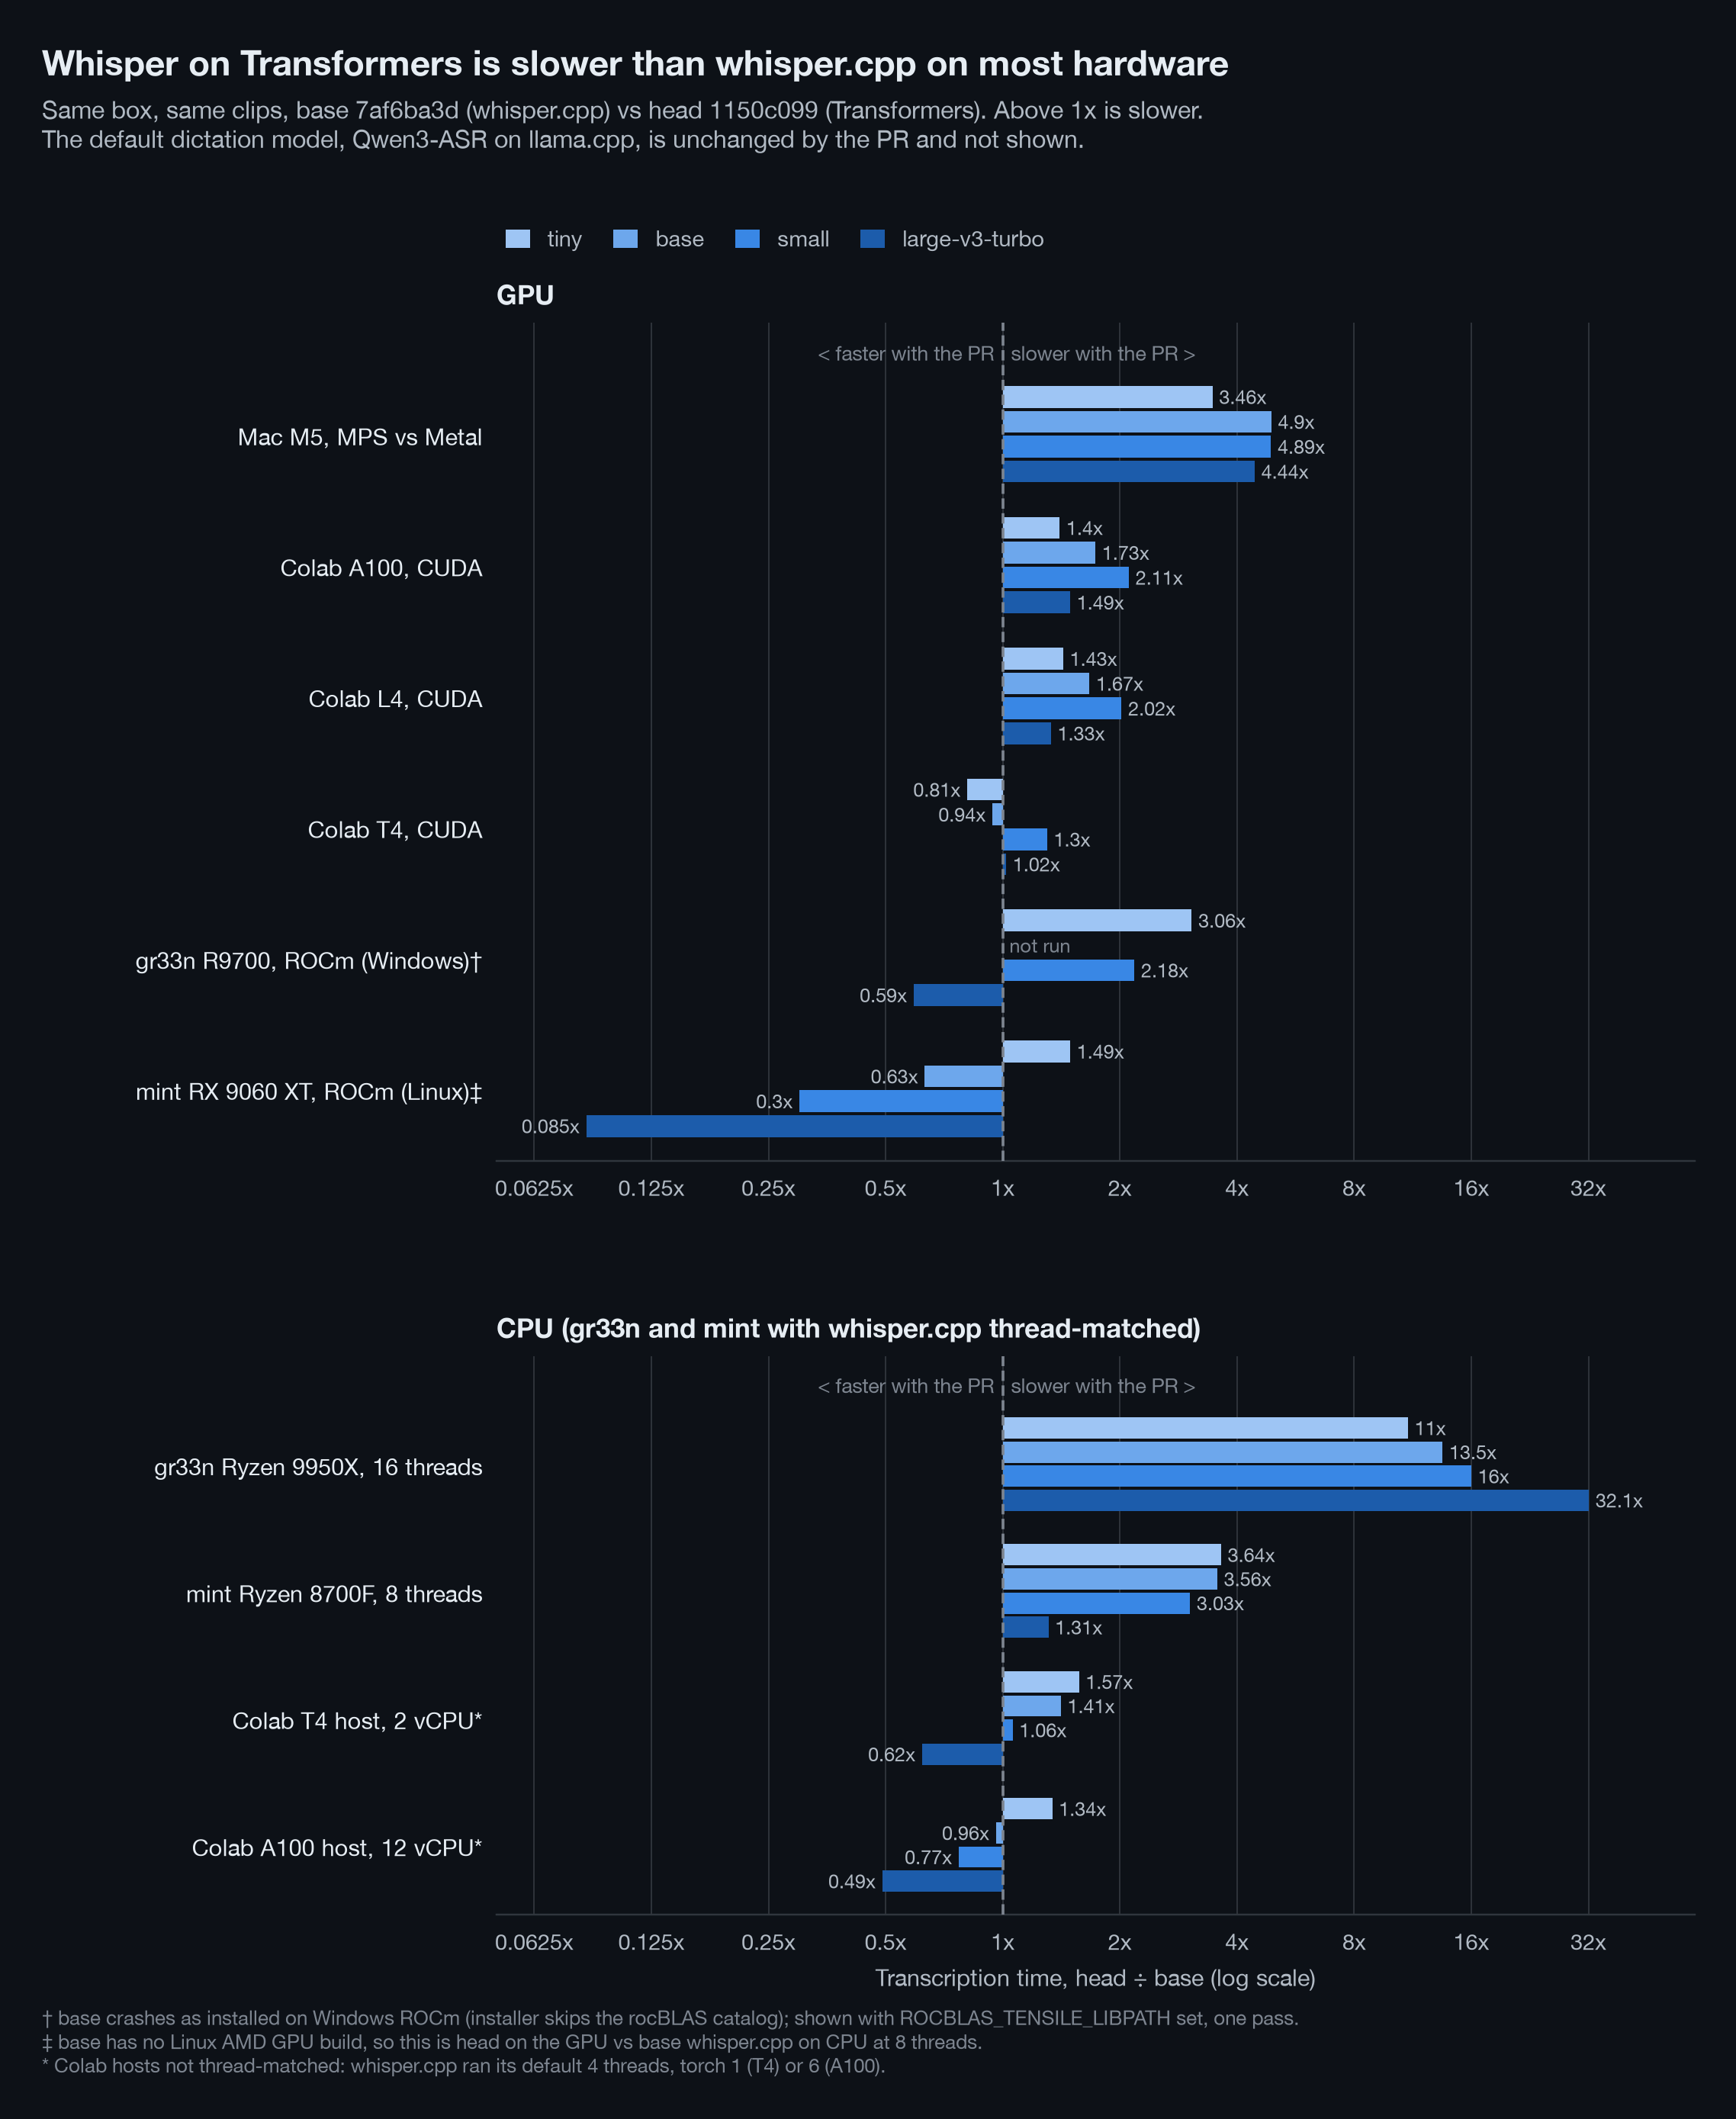 Whisper on Transformers is slower than whisper.cpp on most hardware
Same box, same clips, base 7af6ba3d (whisper.cpp) vs head 1150c099 (Transformers). Above 1x is slower.
The default dictation model, Qwen3-ASR on llama.cpp, is unchanged by the PR and not shown.
tiny base small large-v3-turbo
GPU
< faster with the PR slower with the PR >
Mac M5, MPS vs Metal
3.46x
4.9x
4.89x
4.44x
Colab A100, CUDA
1.4x
1.73x
2.11x
1.49x
Colab L4, CUDA
1.43x
1.67x
2.02x
1.33x
Colab T4, CUDA
0.81x
0.94x
1.3x
1.02x
gr33n R9700, ROCm (Windows)†
3.06x
not run
2.18x
0.59x
mint RX 9060 XT, ROCm (Linux)‡
1.49x
0.63x
0.3x
0.085x
0.0625x 0.125x 0.25x 0.5x 1x 2x 4x 8x 16x 32x
CPU (gr33n and mint with whisper.cpp thread-matched)
< faster with the PR slower with the PR >
gr33n Ryzen 9950X, 16 threads
11x
13.5x
16x
32.1x
mint Ryzen 8700F, 8 threads
3.64x
3.56x
3.03x
1.31x
Colab T4 host, 2 vCPU*
1.57x
1.41x
1.06x
0.62x
Colab A100 host, 12 vCPU*
1.34x
0.96x
0.77x
0.49x
0.0625x 0.125x 0.25x 0.5x 1x 2x 4x 8x 16x 32x
Transcription time, head ÷ base (log scale)
† base crashes as installed on Windows ROCm (installer skips the rocBLAS catalog); shown with ROCBLAS_TENSILE_LIBPATH set, one pass.
‡ base has no Linux AMD GPU build, so this is head on the GPU vs base whisper.cpp on CPU at 8 threads.
* Colab hosts not thread-matched: whisper.cpp ran its default 4 threads, torch 1 (T4) or 6 (A100).